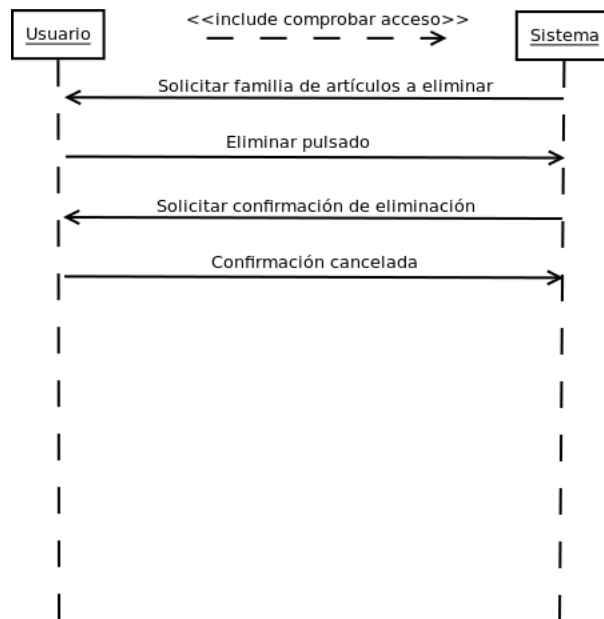 <<include comprobar acceso>>
Usuario
Sistema
Solicitar familia de artículos a eliminar
Eliminar pulsado
Solicitar confirmación de eliminación
Confirmación cancelada